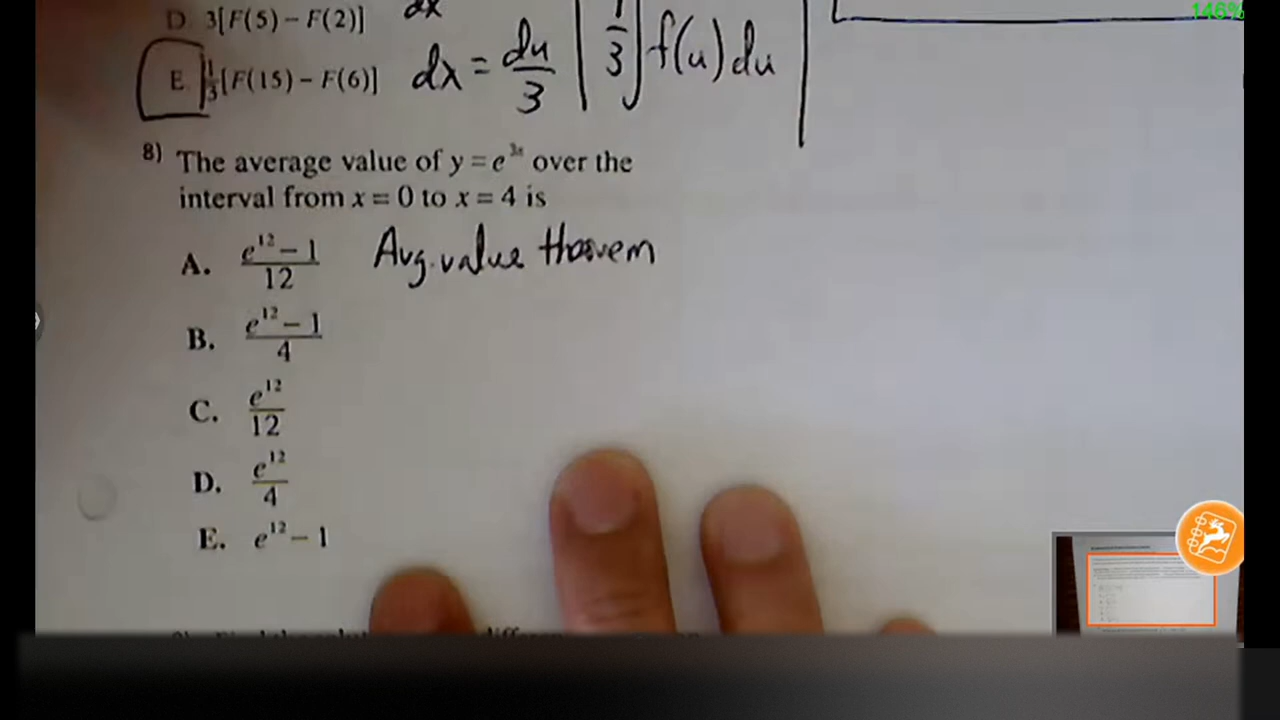 146%
D. 3[F(5) – F(2)] dx
E. 1/3[F(15) – F(6)] dx = du/3 1/3 ∫ f(u) du
8) The average value of y = e^3x over the
interval from x = 0 to x = 4 is
A. (e^12 – 1)/12 Avg. value
B. (e^12 – 1)/4
C. e^12/12
D. e^12/4
E. e^12 – 1